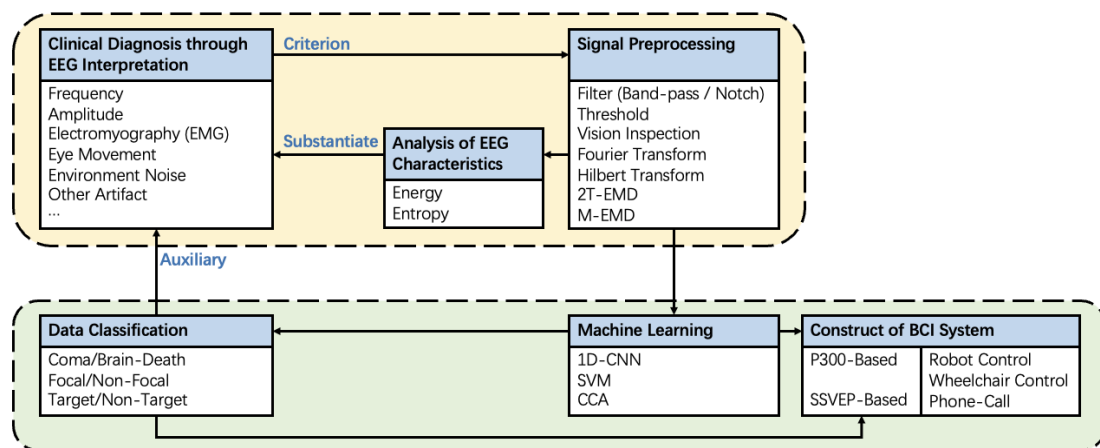 Clinical Diagnosis through
EEG Interpretation
Frequency
Amplitude
Electromyography (EMG)
Eye Movement
Environment Noise
Other Artifact
...
Criterion
Substantiate
Analysis of EEG
Characteristics
Energy
Entropy
Signal Preprocessing
Filter (Band-pass / Notch)
Threshold
Vision Inspection
Fourier Transform
Hilbert Transform
2T-EMD
M-EMD
Auxiliary
Data Classification
Coma/Brain-Death
Focal/Non-Focal
Target/Non-Target
Machine Learning
1D-CNN
SVM
CCA
Construct of BCI System
P300-Based
SSVEP-Based
Robot Control
Wheelchair Control
Phone-Call